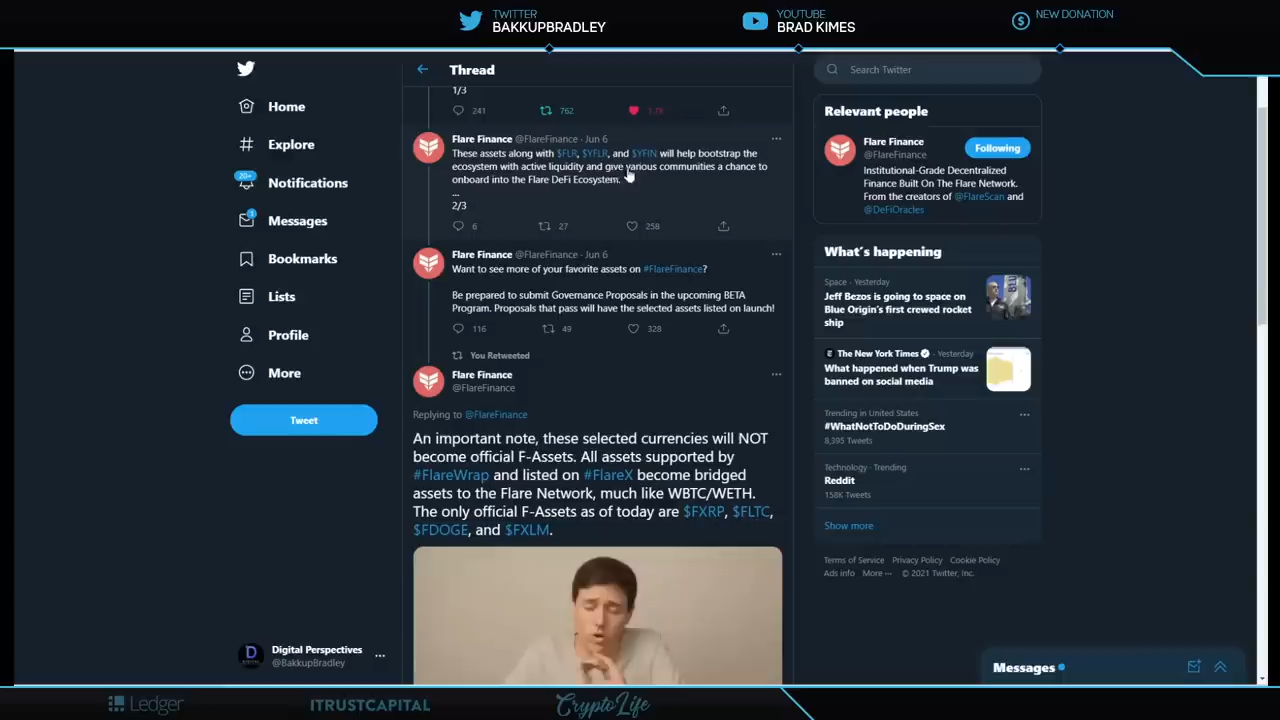 TWITTER
BAKKUPBRADLEY
YOUTUBE
BRAD KIMES
NEW DONATION
Home
Explore
20+
Notifications
Messages
Bookmarks
Lists
Profile
More
Tweet
Digital Perspectives
@BakkupBradley
Thread
1/3
241 762
Flare Finance @FlareFinance · Jun 6
These assets along with $FLR, $YFLR, and $YFIN will help bootstrap the
ecosystem with active liquidity and give various communities a chance to
onboard into the Flare DeFi Ecosystem.
...
2/3
6 27 258
Flare Finance @FlareFinance · Jun 6
Want to see more of your favorite assets on #FlareFinance?
Be prepared to submit Governance Proposals in the upcoming BETA
Program. Proposals that pass will have the selected assets listed on launch!
116 49 328
You Retweeted
Flare Finance
@FlareFinance
Replying to @FlareFinance
An important note, these selected currencies will NOT
become official F-Assets. All assets supported by
#FlareWrap and listed on #FlareX become bridged
assets to the Flare Network, much like WBTC/WETH.
The only official F-Assets as of today are $FXRP, $FLTC,
$FDOGE, and $FXLM.
Search Twitter
Relevant people
Flare Finance
@FlareFinance
Following
Institutional-Grade Decentralized
Finance Built On The Flare Network.
From the creators of @FlareScan and
@DeFiOracles
What's happening
Space · Yesterday
Jeff Bezos is going to space on
Blue Origin's first crewed rocket
ship
The New York Times · Yesterday
What happened when Trump was
banned on social media
Trending in United States
#WhatNotToDoDuringSex
8,395 Tweets
Technology · Trending
Reddit
158K Tweets
Show more
Terms of Service Privacy Policy Cookie Policy
Ads info More ··· © 2021 Twitter, Inc.
Messages
Ledger
ITRUSTCAPITAL
CryptoLife